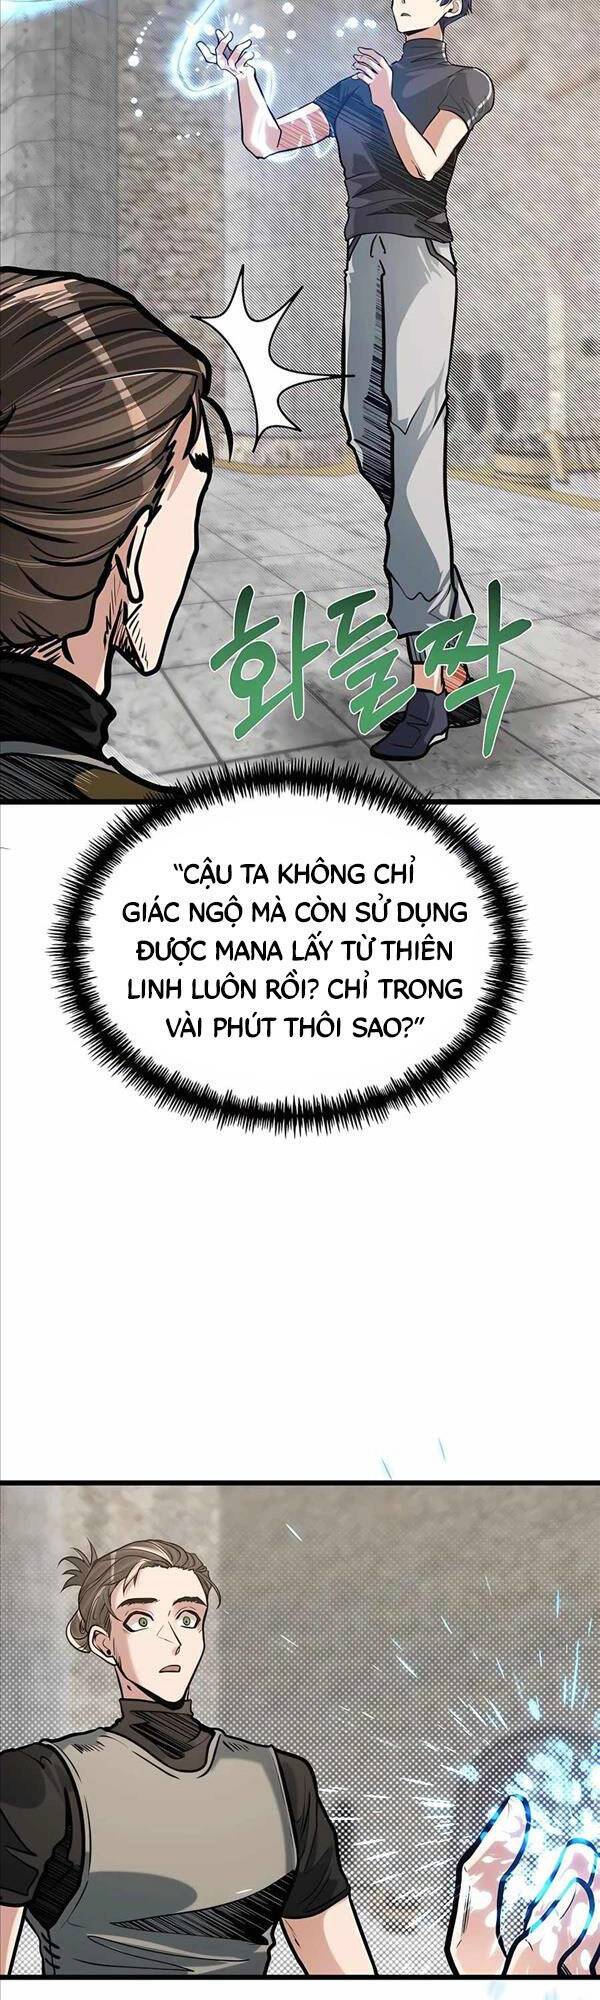 화들짝
“CẬU TA KHÔNG CHỈ
GIÁC NGỘ MÀ CÒN SỬ DỤNG
ĐƯỢC MANA LẤY TỪ THIÊN
LINH LUÔN RỒI? CHỈ TRONG
VÀI PHÚT THÔI SAO?”